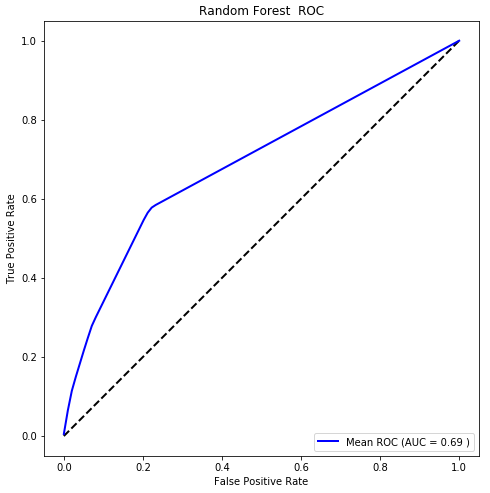 Random Forest  ROC
1.0
0.8
0.6
0.4
0.2
0.0
True Positive Rate
Mean ROC (AUC = 0.69 )
0.0 0.2 0.4 0.6 0.8 1.0
False Positive Rate